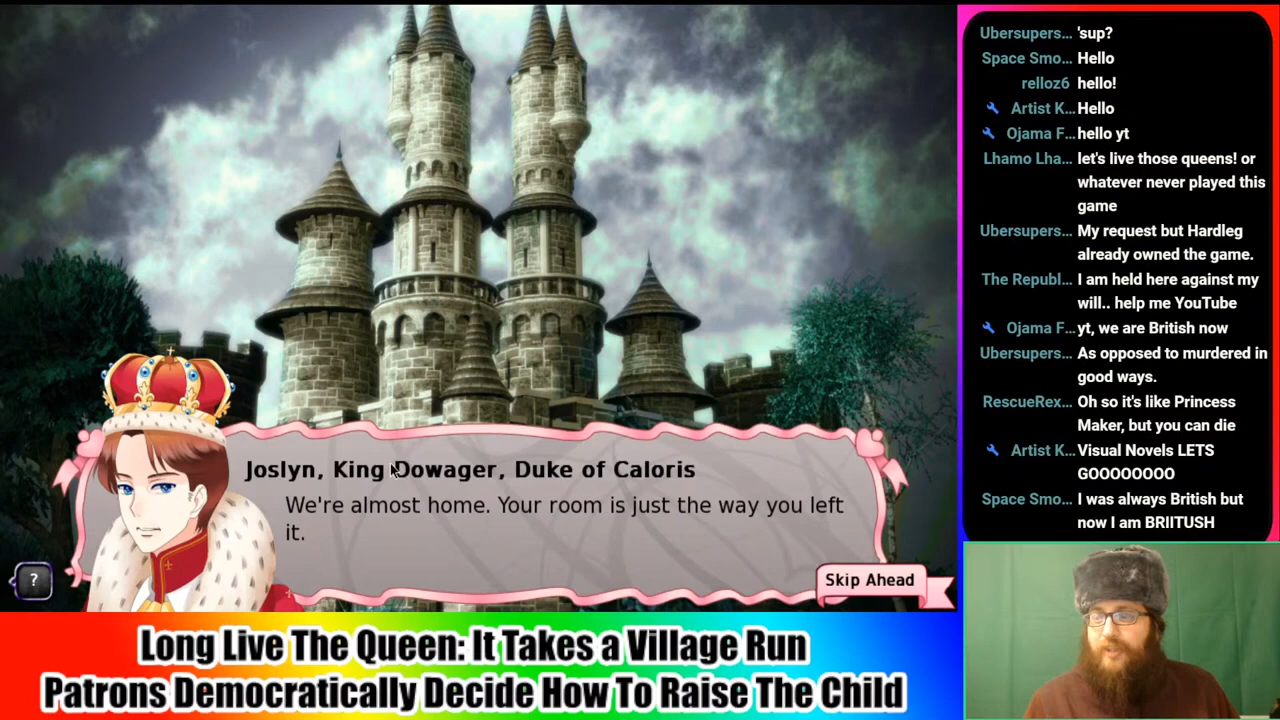 Joslyn, King Dowager, Duke of Caloris
We're almost home. Your room is just the way you left
it.
?
Skip Ahead
Long Live The Queen: It Takes a Village Run
Patrons Democratically Decide How To Raise The Child
Ubersupers... 'sup?
Space Smo... Hello
relloz6 hello!
Artist K... Hello
Ojama F... hello yt
Lhamo Lha... let's live those queens! or
whatever never played this
game
Ubersupers... My request but Hardleg
already owned the game.
The Republ... I am held here against my
will.. help me YouTube
Ojama F... yt, we are British now
Ubersupers... As opposed to murdered in
good ways.
RescueRex... Oh so it's like Princess
Maker, but you can die
Artist K... Visual Novels LETS
GOOOOOOOO
Space Smo... I was always British but
now I am BRIITUSH